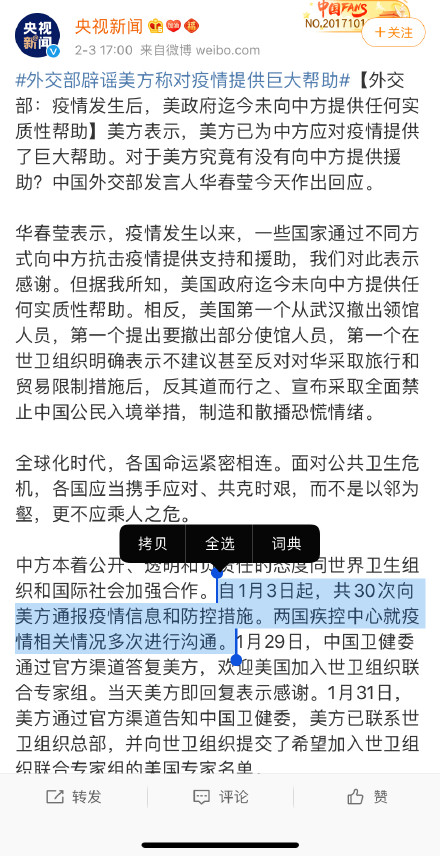 中国FANS
NO.2017101
央视新闻
央视新闻
2-3 17:00 来自微博 weibo.com
+关注
#外交部辟谣美方称对疫情提供巨大帮助#【外交
部：疫情发生后，美政府迄今未向中方提供任何实
质性帮助】美方表示，美方已为中方应对疫情提供
了巨大帮助。对于美方究竟有没有向中方提供援
助？中国外交部发言人华春莹今天作出回应。
华春莹表示，疫情发生以来，一些国家通过不同方
式向中方抗击疫情提供支持和援助，我们对此表示
感谢。但据我所知，美国政府迄今未向中方提供任
何实质性帮助。相反，美国第一个从武汉撤出领馆
人员，第一个提出要撤出部分使馆人员，第一个在
世卫组织明确表示不建议甚至反对对华采取旅行和
贸易限制措施后，反其道而行之、宣布采取全面禁
止中国公民入境举措，制造和散播恐慌情绪。
全球化时代，各国命运紧密相连。面对公共卫生危
机，各国应当携手应对、共克时艰，而不是以邻为
壑，更不应乘人之危。
拷贝 全选 词典
中方本着公开、透明和负责任的态度同世界卫生组
织和国际社会加强合作。自1月3日起，共30次向
美方通报疫情信息和防控措施。两国疾控中心就疫
情相关情况多次进行沟通。1月29日，中国卫健委
通过官方渠道答复美方，欢迎美国加入世卫组织联
合专家组。当天美方即回复表示感谢。1月31日，
美方通过官方渠道告知中国卫健委，美方已联系世
卫组织总部，并向世卫组织提交了希望加入世卫组
织联合专家组的美国专家名单。
转发 评论 赞